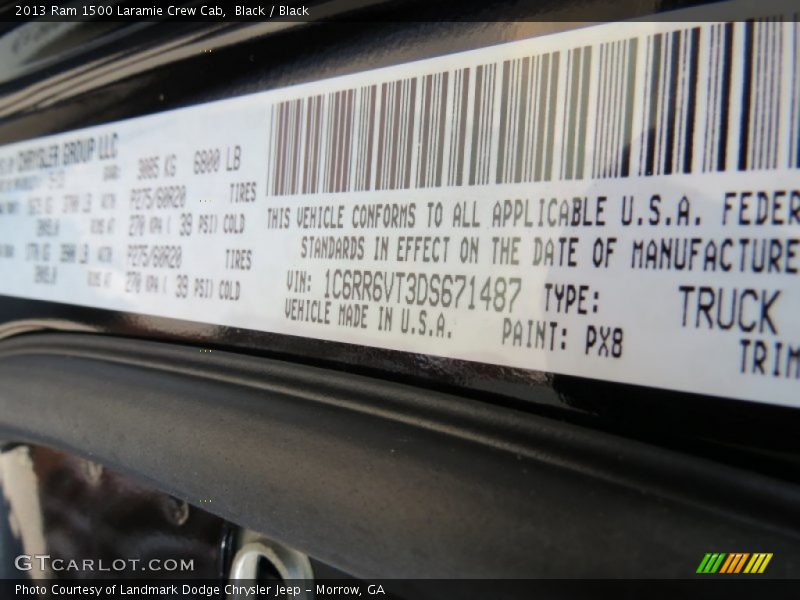 2013 Ram 1500 Laramie Crew Cab, Black / Black
CHRYSLER GROUP LLC
3085 KG 6800 LB
P275/60R20 TIRES
270 KPA ( 39 PSI) COLD
P275/60R20 TIRES
270 KPA ( 39 PSI) COLD
THIS VEHICLE CONFORMS TO ALL APPLICABLE U.S.A. FEDER
STANDARDS IN EFFECT ON THE DATE OF MANUFACTURE
VIN: 1C6RR6VT3DS671487 TYPE: TRUCK
VEHICLE MADE IN U.S.A. PAINT: PX8
TRIM
GTCARLOT.COM
Photo Courtesy of Landmark Dodge Chrysler Jeep - Morrow, GA